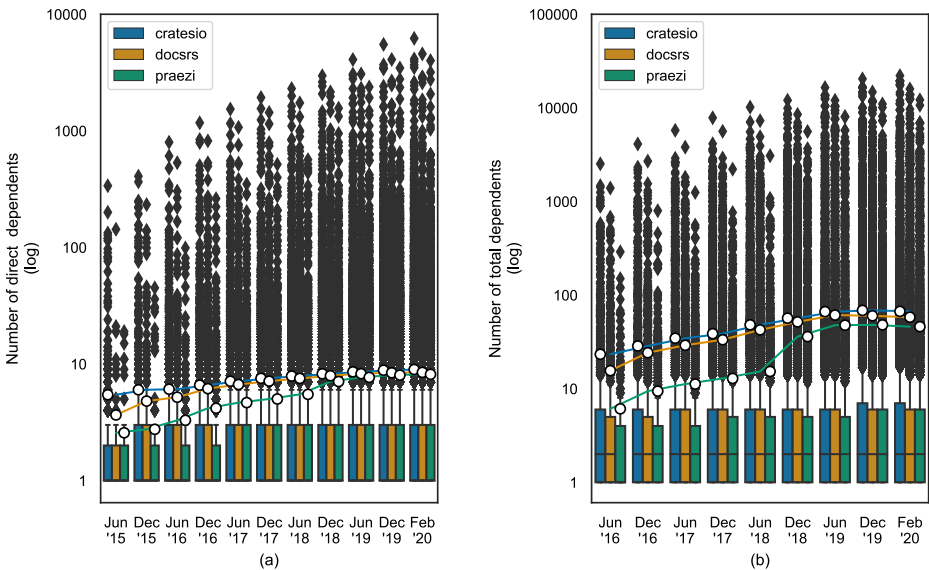 10000
1000
100
10
1
Number of direct  dependents
(log)
cratesio
docsrs
praezi
Jun Dec Jun Dec Jun Dec Jun Dec Jun Dec Feb
'15 '15 '16 '16 '17 '17 '18 '18 '19 '19 '20
(a)
100000
10000
1000
100
10
1
Number of total dependents
(log)
cratesio
docsrs
praezi
Jun Dec Jun Dec Jun Dec Jun Dec Feb
'16 '16 '17 '17 '18 '18 '19 '19 '20
(b)